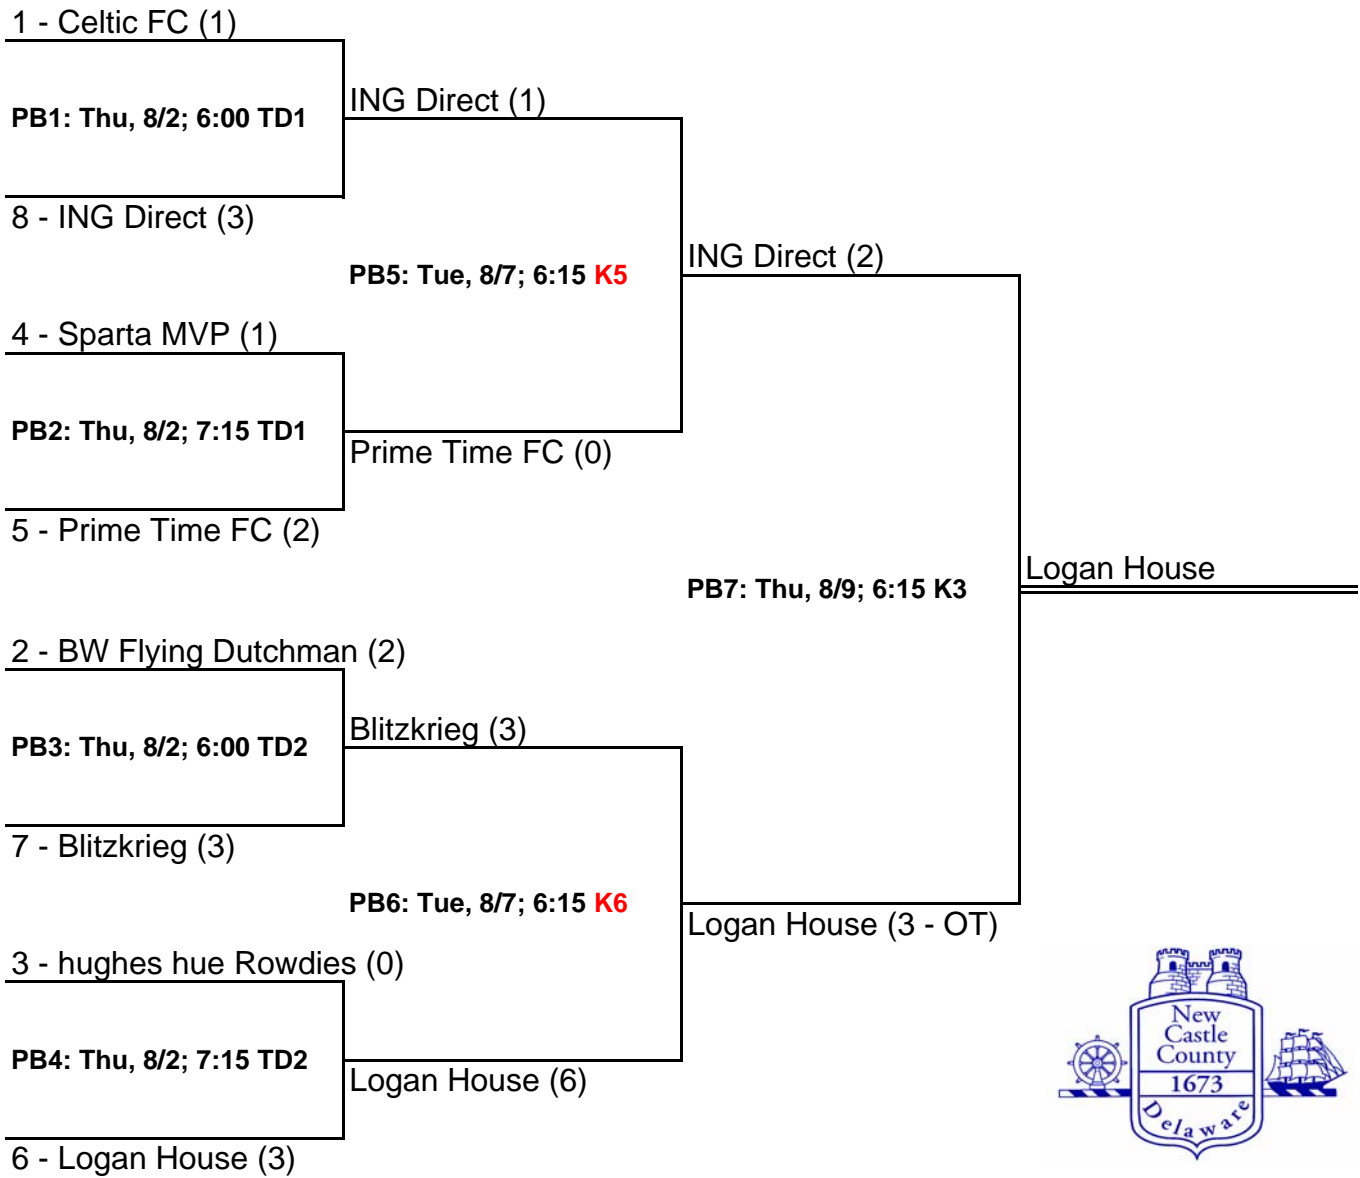 1 - Celtic FC (1)
PB1: Thu, 8/2; 6:00 TD1
ING Direct (1)
8 - ING Direct (3)
PB5: Tue, 8/7; 6:15 K5
ING Direct (2)
4 - Sparta MVP (1)
PB2: Thu, 8/2; 7:15 TD1
Prime Time FC (0)
5 - Prime Time FC (2)
PB7: Thu, 8/9; 6:15 K3
Logan House
2 - BW Flying Dutchman (2)
PB3: Thu, 8/2; 6:00 TD2
Blitzkrieg (3)
7 - Blitzkrieg (3)
PB6: Tue, 8/7; 6:15 K6
Logan House (3 - OT)
3 - hughes hue Rowdies (0)
PB4: Thu, 8/2; 7:15 TD2
Logan House (6)
6 - Logan House (3)
New
Castle
County
1673
Delaware